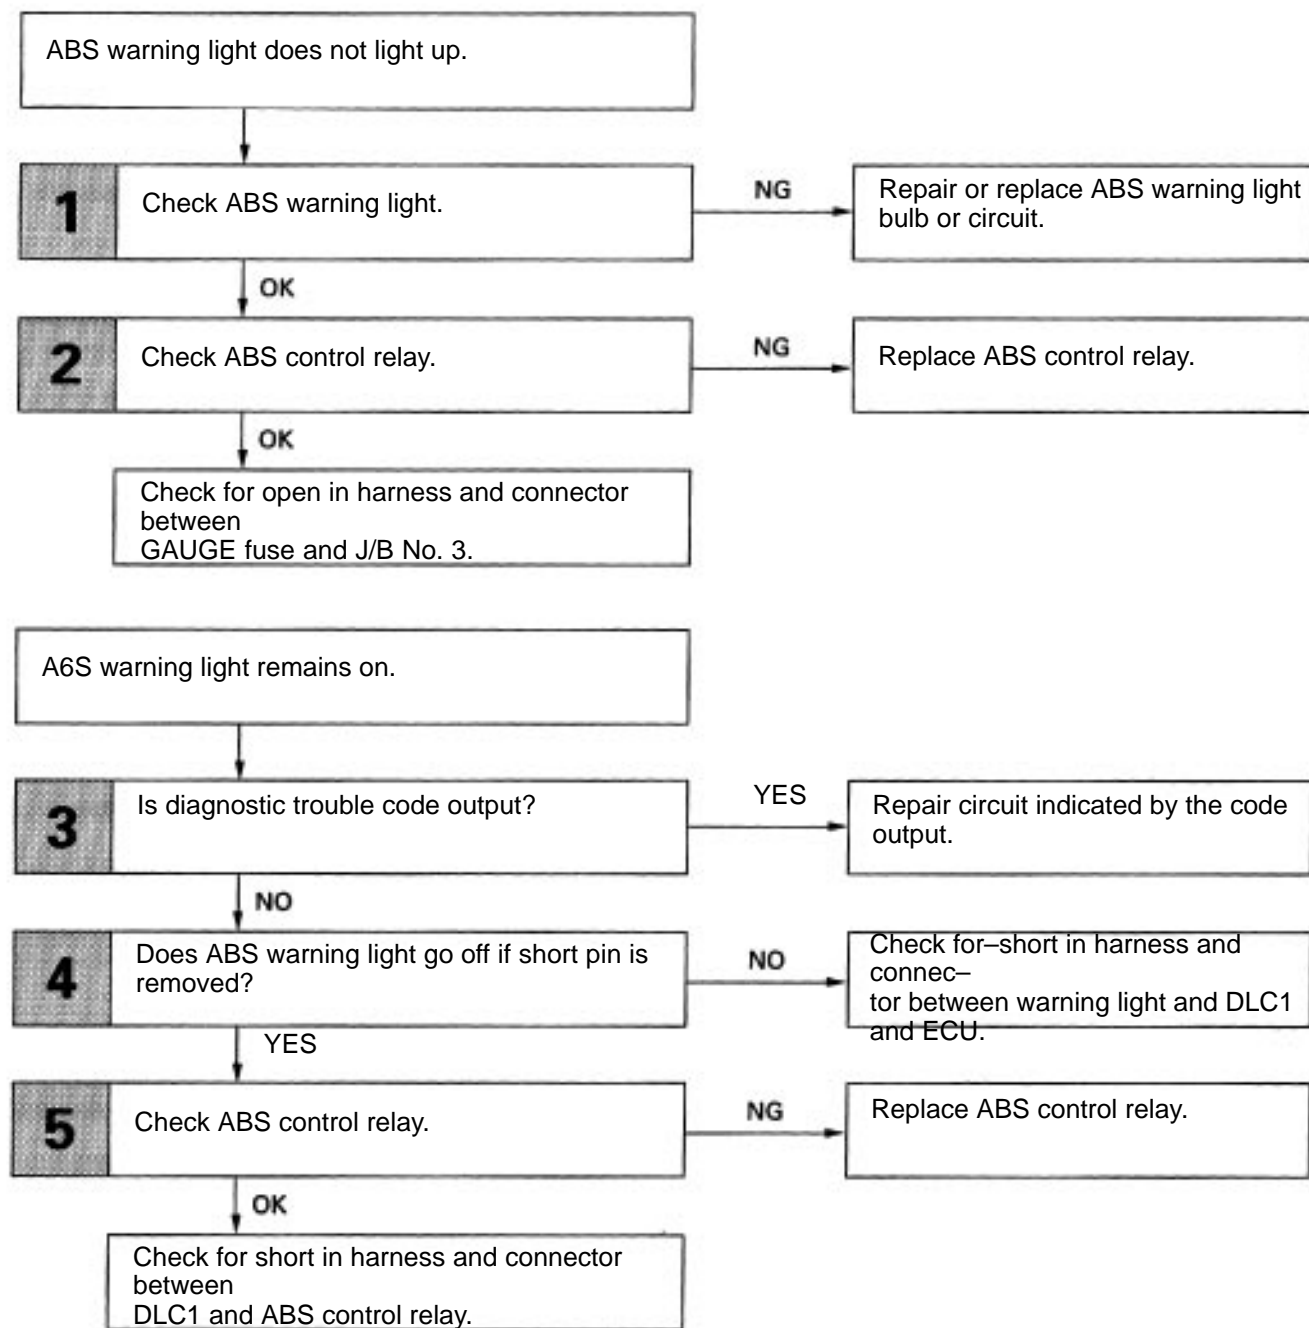 ABS warning light does not light up.
1
Check ABS warning light.
NG
Repair or replace ABS warning light
bulb or circuit.
OK
2
Check ABS control relay.
NG
Replace ABS control relay.
OK
Check for open in harness and connector
between
GAUGE fuse and J/B No. 3.
A6S warning light remains on.
3
Is diagnostic trouble code output?
YES
Repair circuit indicated by the code
output.
NO
4
Does ABS warning light go off if short pin is
removed?
NO
Check for–short in harness and
connec–
tor between warning light and DLC1
and ECU.
YES
5
Check ABS control relay.
NG
Replace ABS control relay.
OK
Check for short in harness and connector
between
DLC1 and ABS control relay.